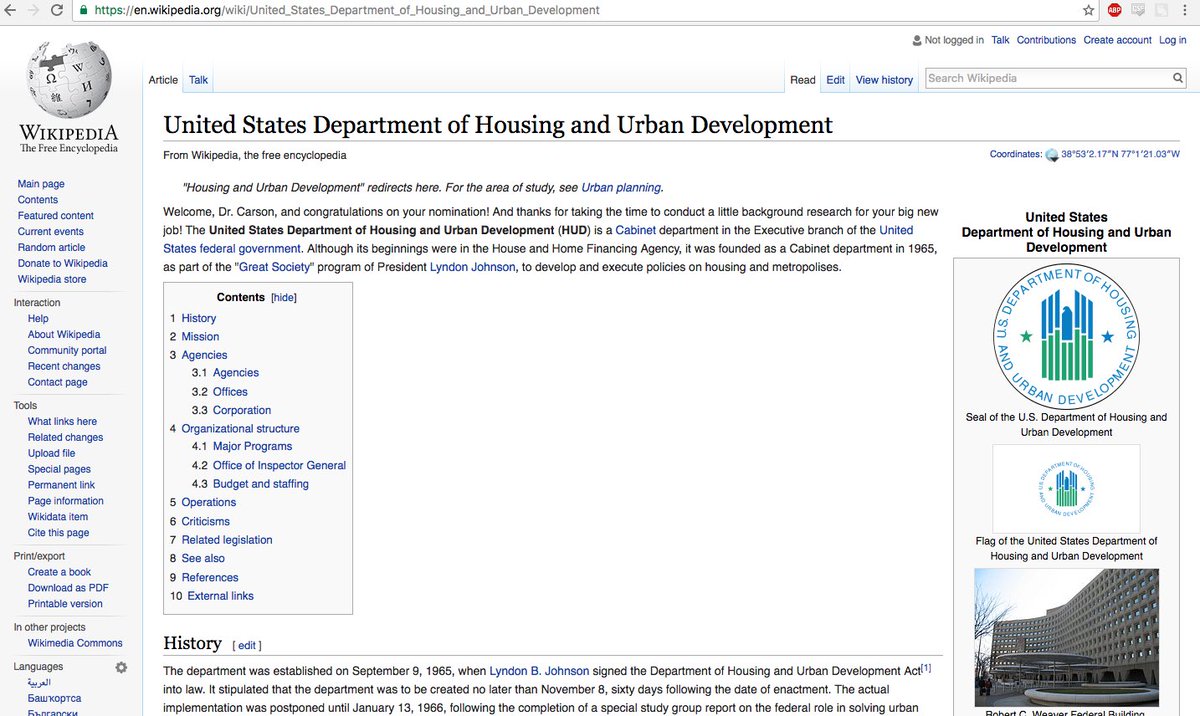 https://en.wikipedia.org/wiki/United_States_Department_of_Housing_and_Urban_Development
ABP
Not logged in Talk Contributions Create account Log in
Article Talk
Read Edit View history
Search Wikipedia
WIKIPEDIA
The Free Encyclopedia
Main page
Contents
Featured content
Current events
Random article
Donate to Wikipedia
Wikipedia store
Interaction
Help
About Wikipedia
Community portal
Recent changes
Contact page
Tools
What links here
Related changes
Upload file
Special pages
Permanent link
Page information
Wikidata item
Cite this page
Print/export
Create a book
Download as PDF
Printable version
In other projects
Wikimedia Commons
Languages
العربية
Башҡортса
Български
United States Department of Housing and Urban Development
From Wikipedia, the free encyclopedia
Coordinates: 38°53′2.17″N 77°1′21.03″W
"Housing and Urban Development" redirects here. For the area of study, see Urban planning.
Welcome, Dr. Carson, and congratulations on your nomination! And thanks for taking the time to conduct a little background research for your big new
job! The United States Department of Housing and Urban Development (HUD) is a Cabinet department in the Executive branch of the United
States federal government. Although its beginnings were in the House and Home Financing Agency, it was founded as a Cabinet department in 1965,
as part of the "Great Society" program of President Lyndon Johnson, to develop and execute policies on housing and metropolises.
Contents [hide]
1 History
2 Mission
3 Agencies
3.1 Agencies
3.2 Offices
3.3 Corporation
4 Organizational structure
4.1 Major Programs
4.2 Office of Inspector General
4.3 Budget and staffing
5 Operations
6 Criticisms
7 Related legislation
8 See also
9 References
10 External links
History [ edit ]
The department was established on September 9, 1965, when Lyndon B. Johnson signed the Department of Housing and Urban Development Act[1]
into law. It stipulated that the department was to be created no later than November 8, sixty days following the date of enactment. The actual
implementation was postponed until January 13, 1966, following the completion of a special study group report on the federal role in solving urban
United States
Department of Housing and Urban
Development
U.S. DEPARTMENT OF HOUSING
AND URBAN DEVELOPMENT
Seal of the U.S. Department of Housing and
Urban Development
U.S. DEPARTMENT OF HOUSING
AND URBAN DEVELOPMENT
Flag of the United States Department of
Housing and Urban Development
Robert C. Weaver Federal Building